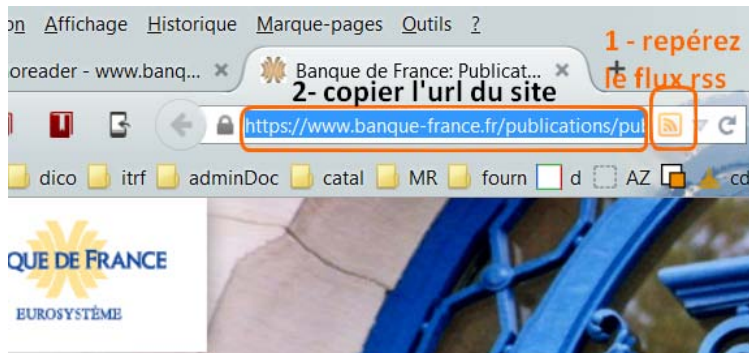 on Affichage Historique Marque-pages Outils ?
1 - repérez
le flux rss
oreader - www.banq... × Banque de France: Publicat... × +
2- copier l'url du site
https://www.banque-france.fr/publications/pub
dico itrf adminDoc catal MR fourn d AZ cd
QUE DE FRANCE
EUROSYSTÈME